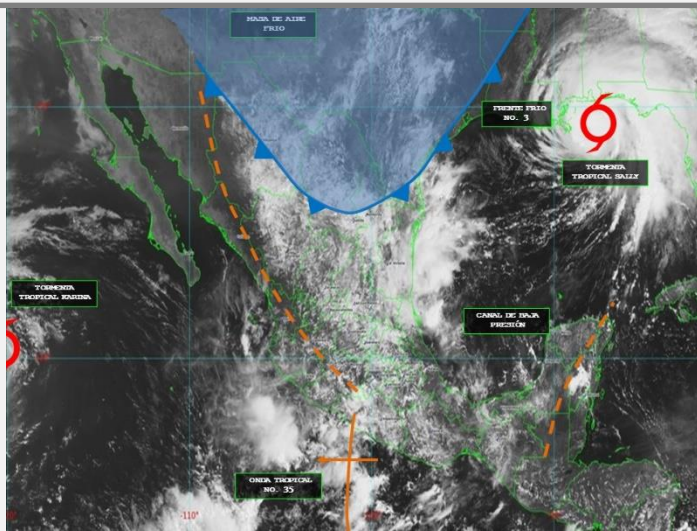 MASA DE AIRE
FRIO
FRENTE FRIO
NO. 3
TORMENTA
TROPICAL SALLY
TORMENTA
TROPICAL KARINA
CANAL DE BAJA
PRESIÓN
ONDA TROPICAL
NO. 35
-110°